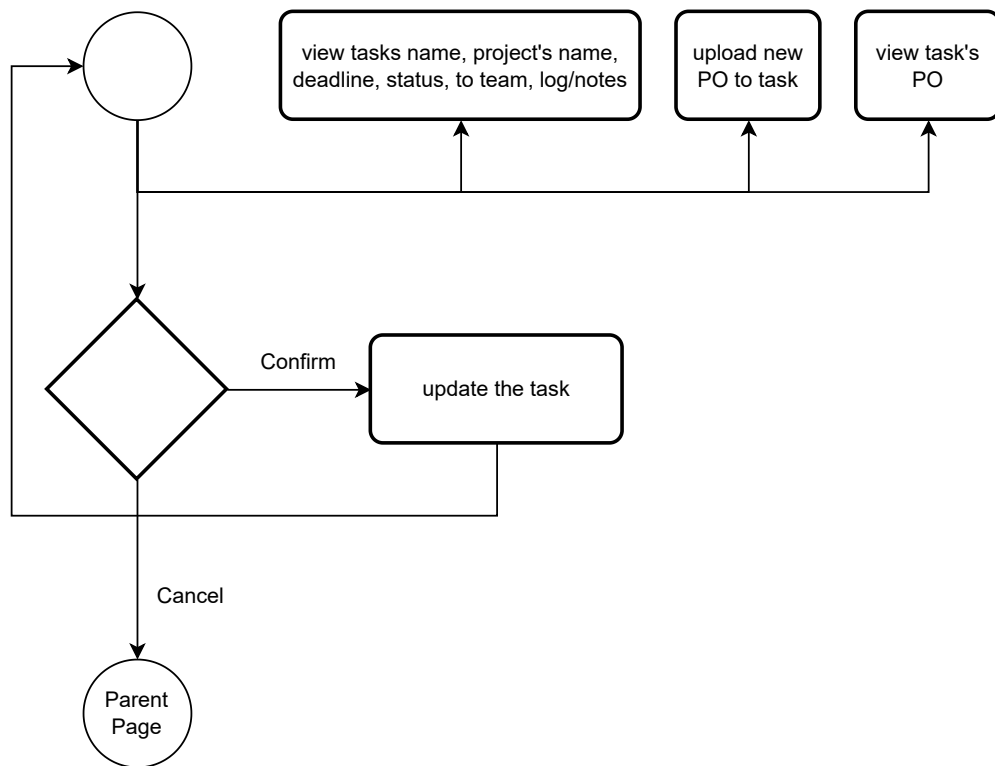 view tasks name, project's name,
deadline, status, to team, log/notes
upload new
PO to task
view task's
PO
Confirm
update the task
Cancel
Parent
Page